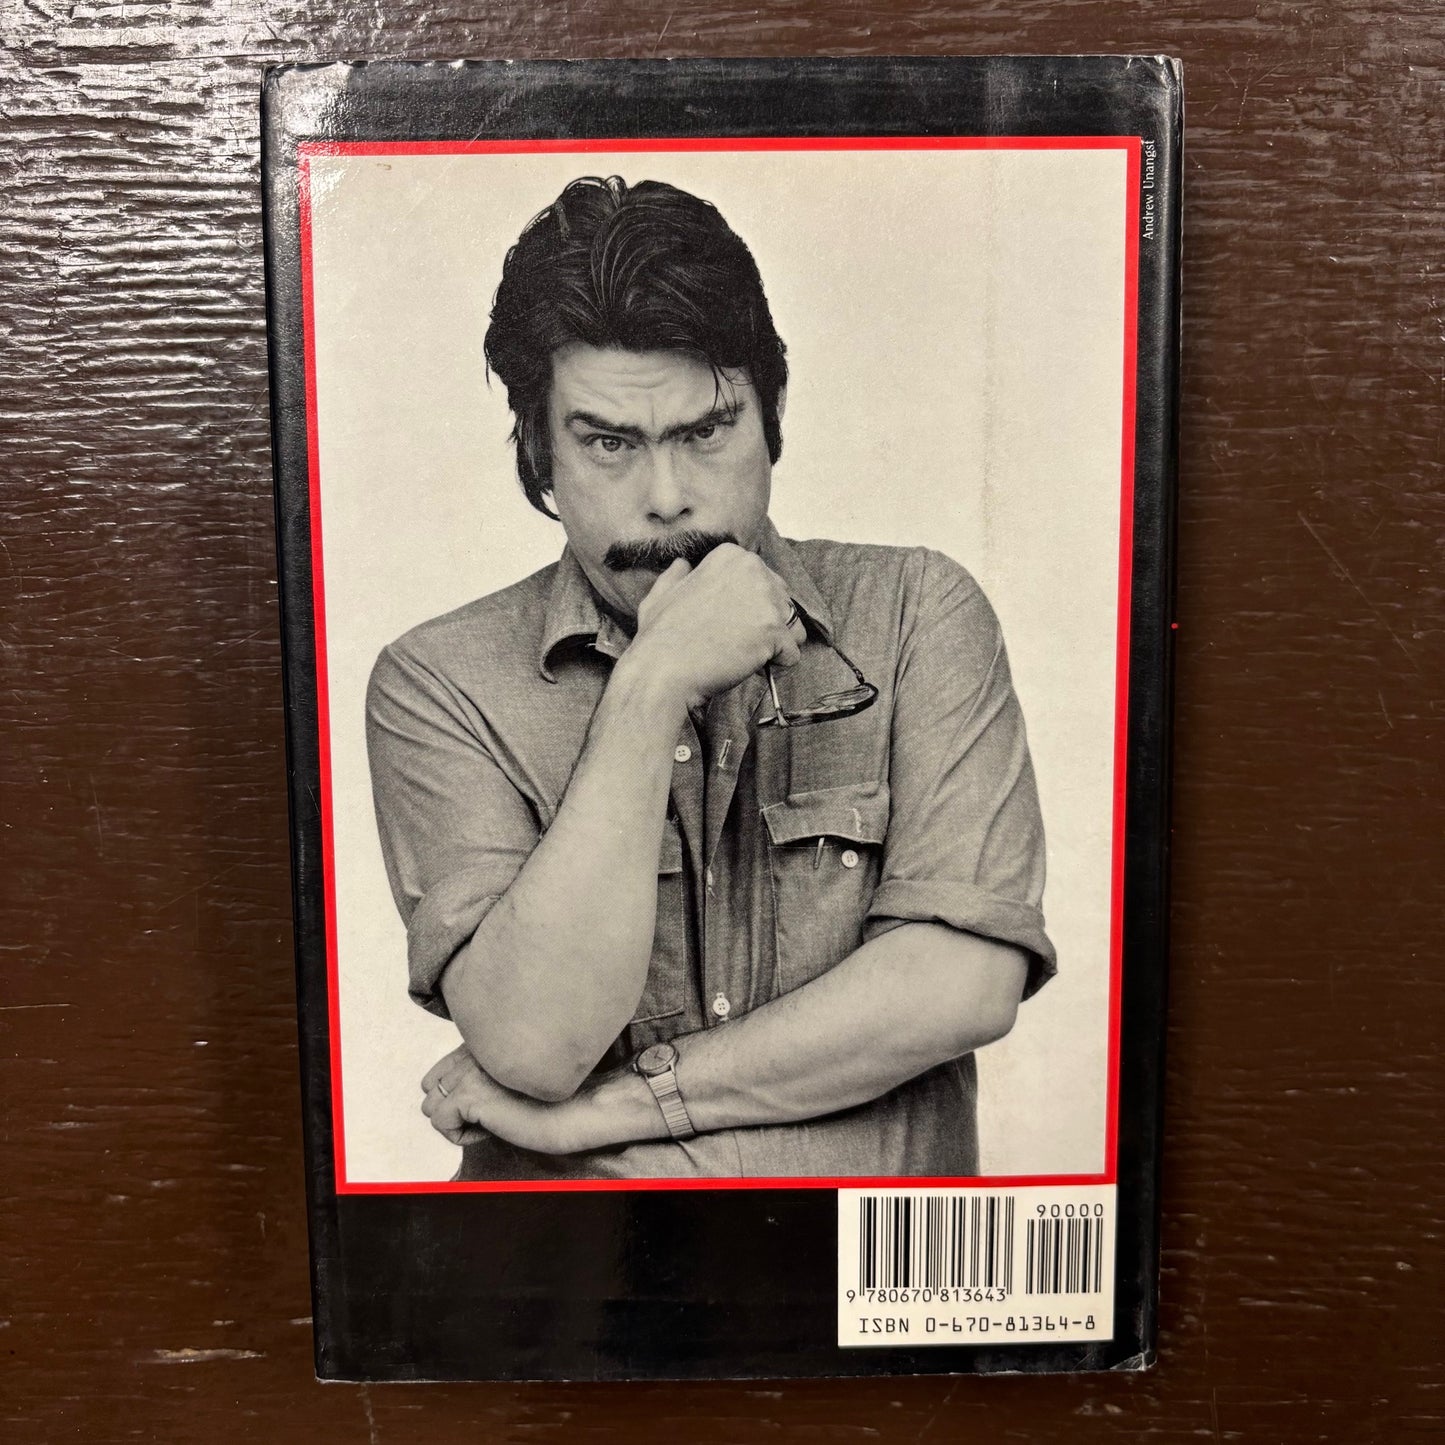 Andrew Unangst
90000
9 780670 813643
ISBN 0-670-81364-8